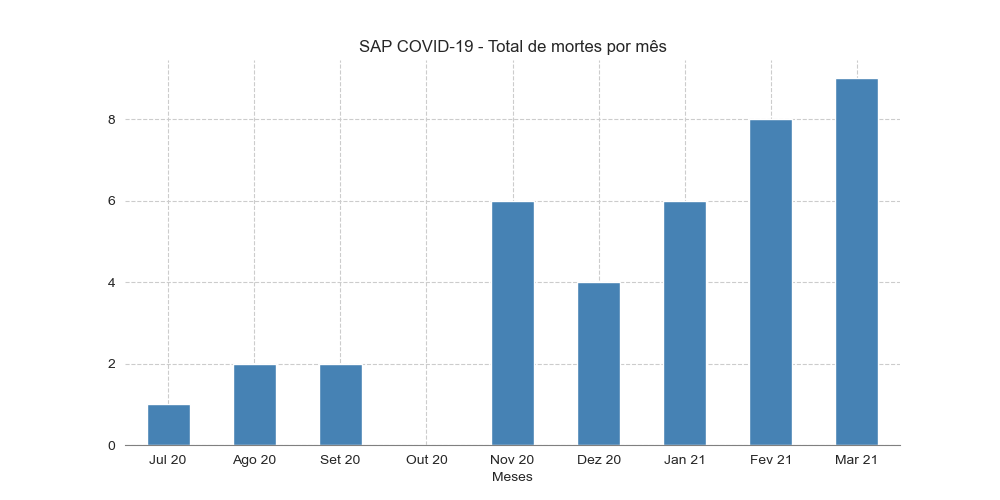 SAP COVID-19 - Total de mortes por mês
8
6
4
2
0
Jul 20 Ago 20 Set 20 Out 20 Nov 20 Dez 20 Jan 21 Fev 21 Mar 21
Meses